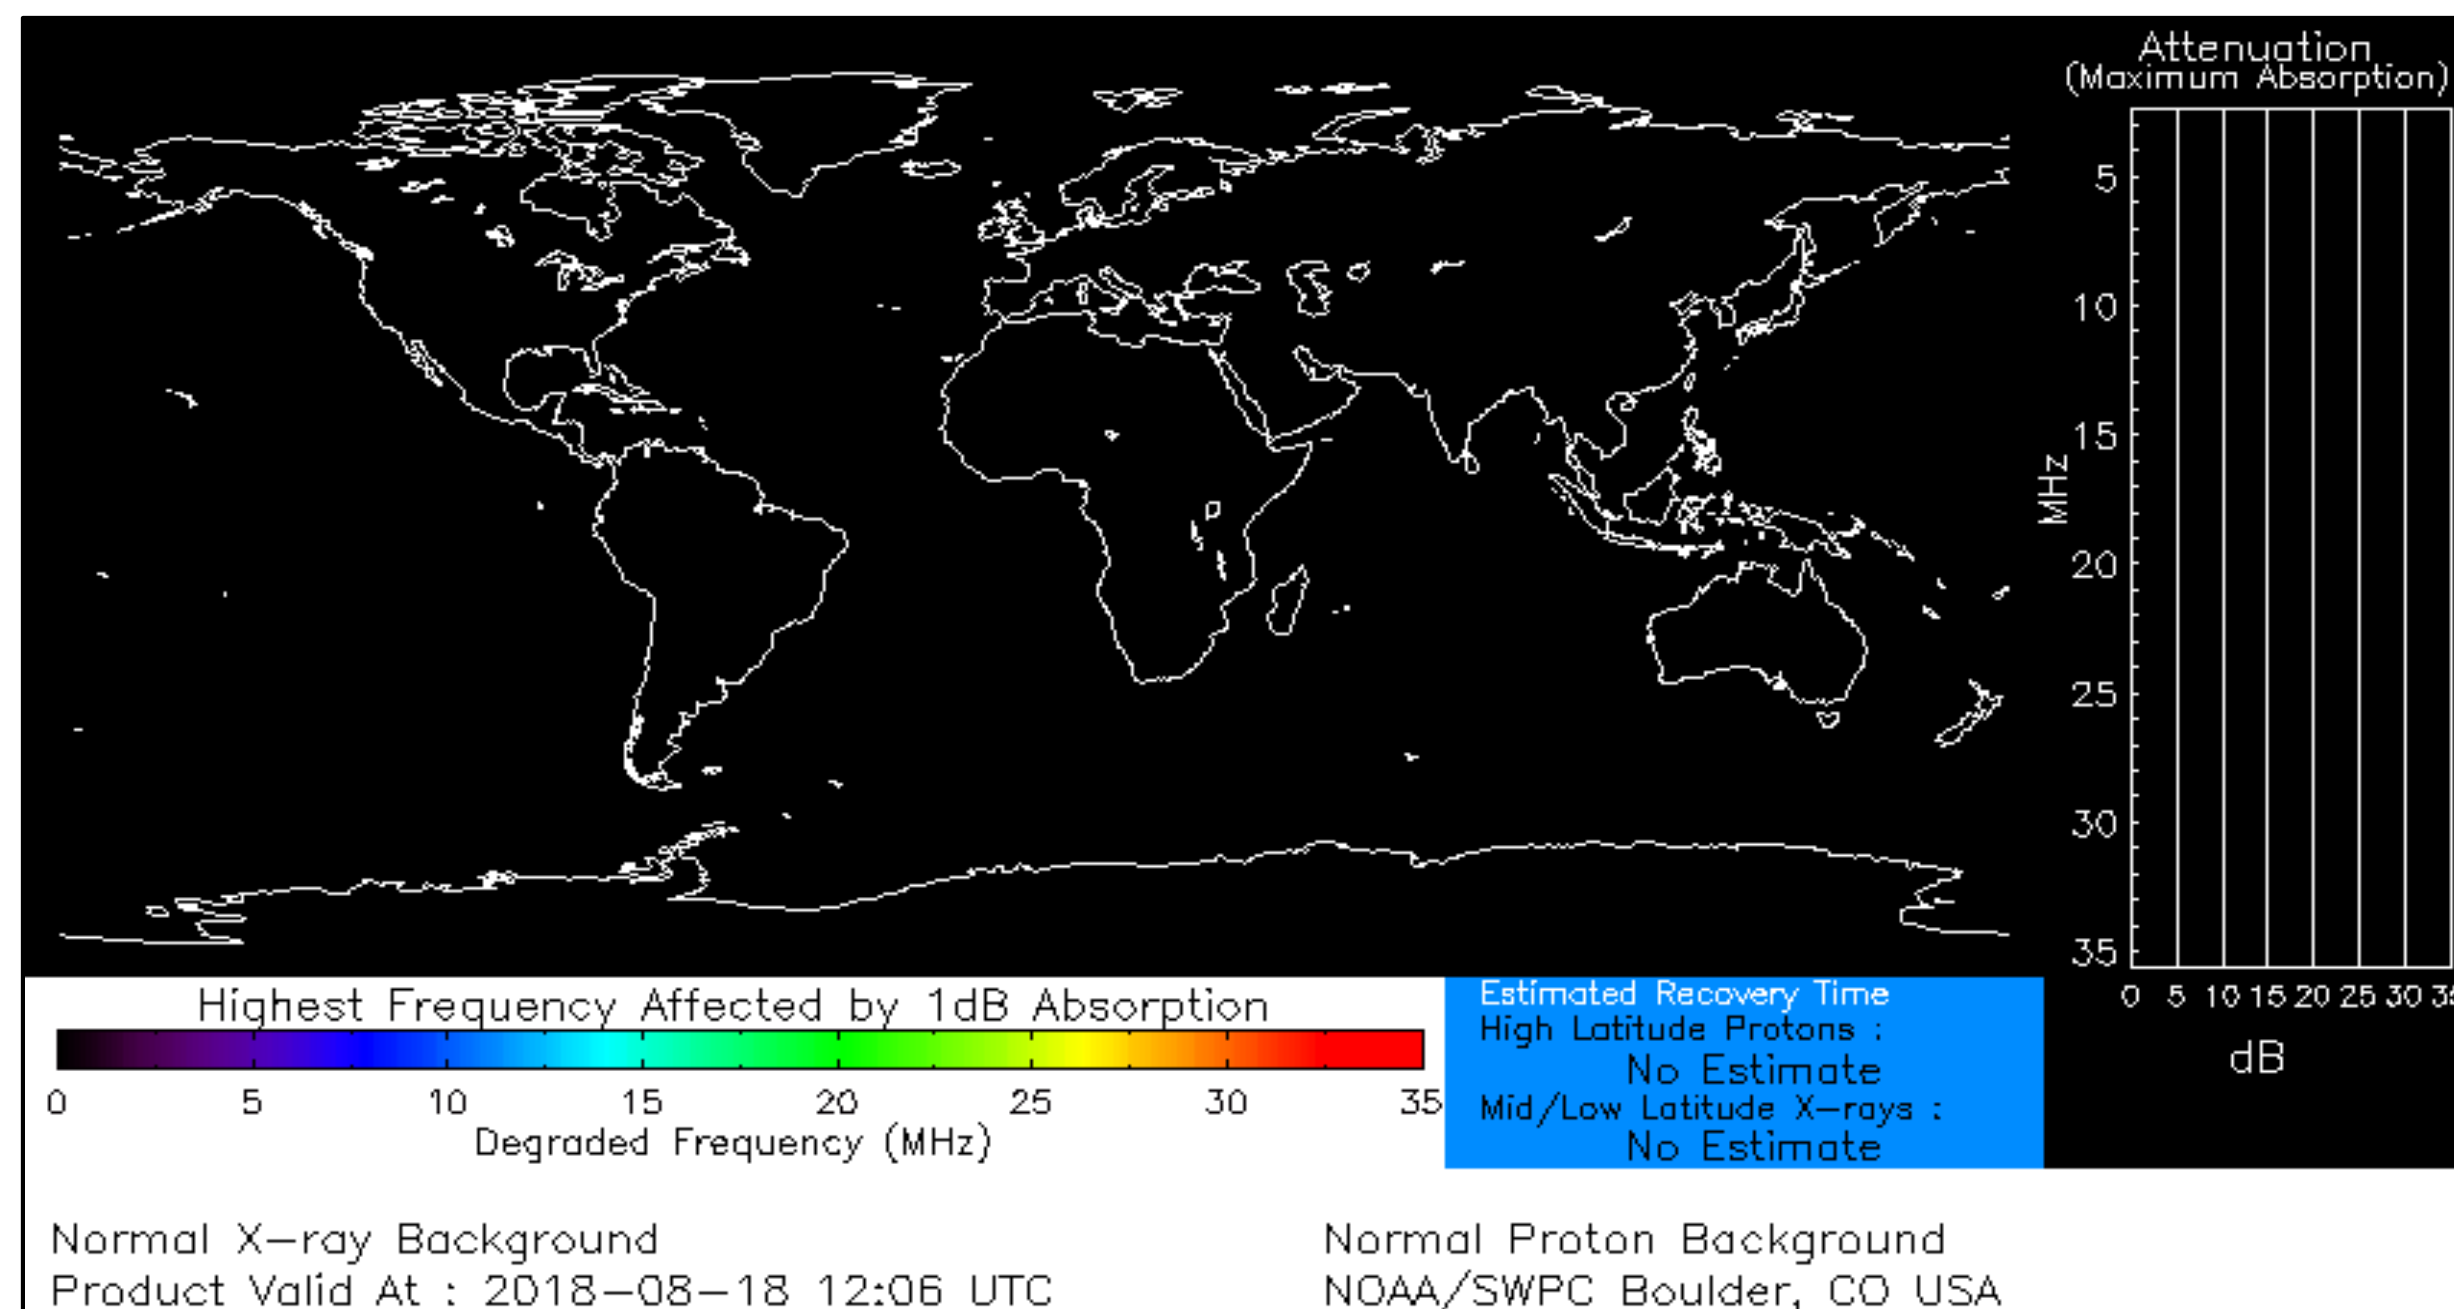 Attenuation
(Maximum Absorption)
5
10
15
20
25
30
35
MHz
0 5 10 15 20 25 30
dB
Highest Frequency Affected by 1dB Absorption
0 5 10 15 20 25 30 35
Degraded Frequency (MHz)
Estimated Recovery Time
High Latitude Protons :
No Estimate
Mid/Low Latitude X-rays :
No Estimate
Normal X-ray Background
Product Valid At : 2018-08-18 12:06 UTC
Normal Proton Background
NOAA/SWPC Boulder, CO USA